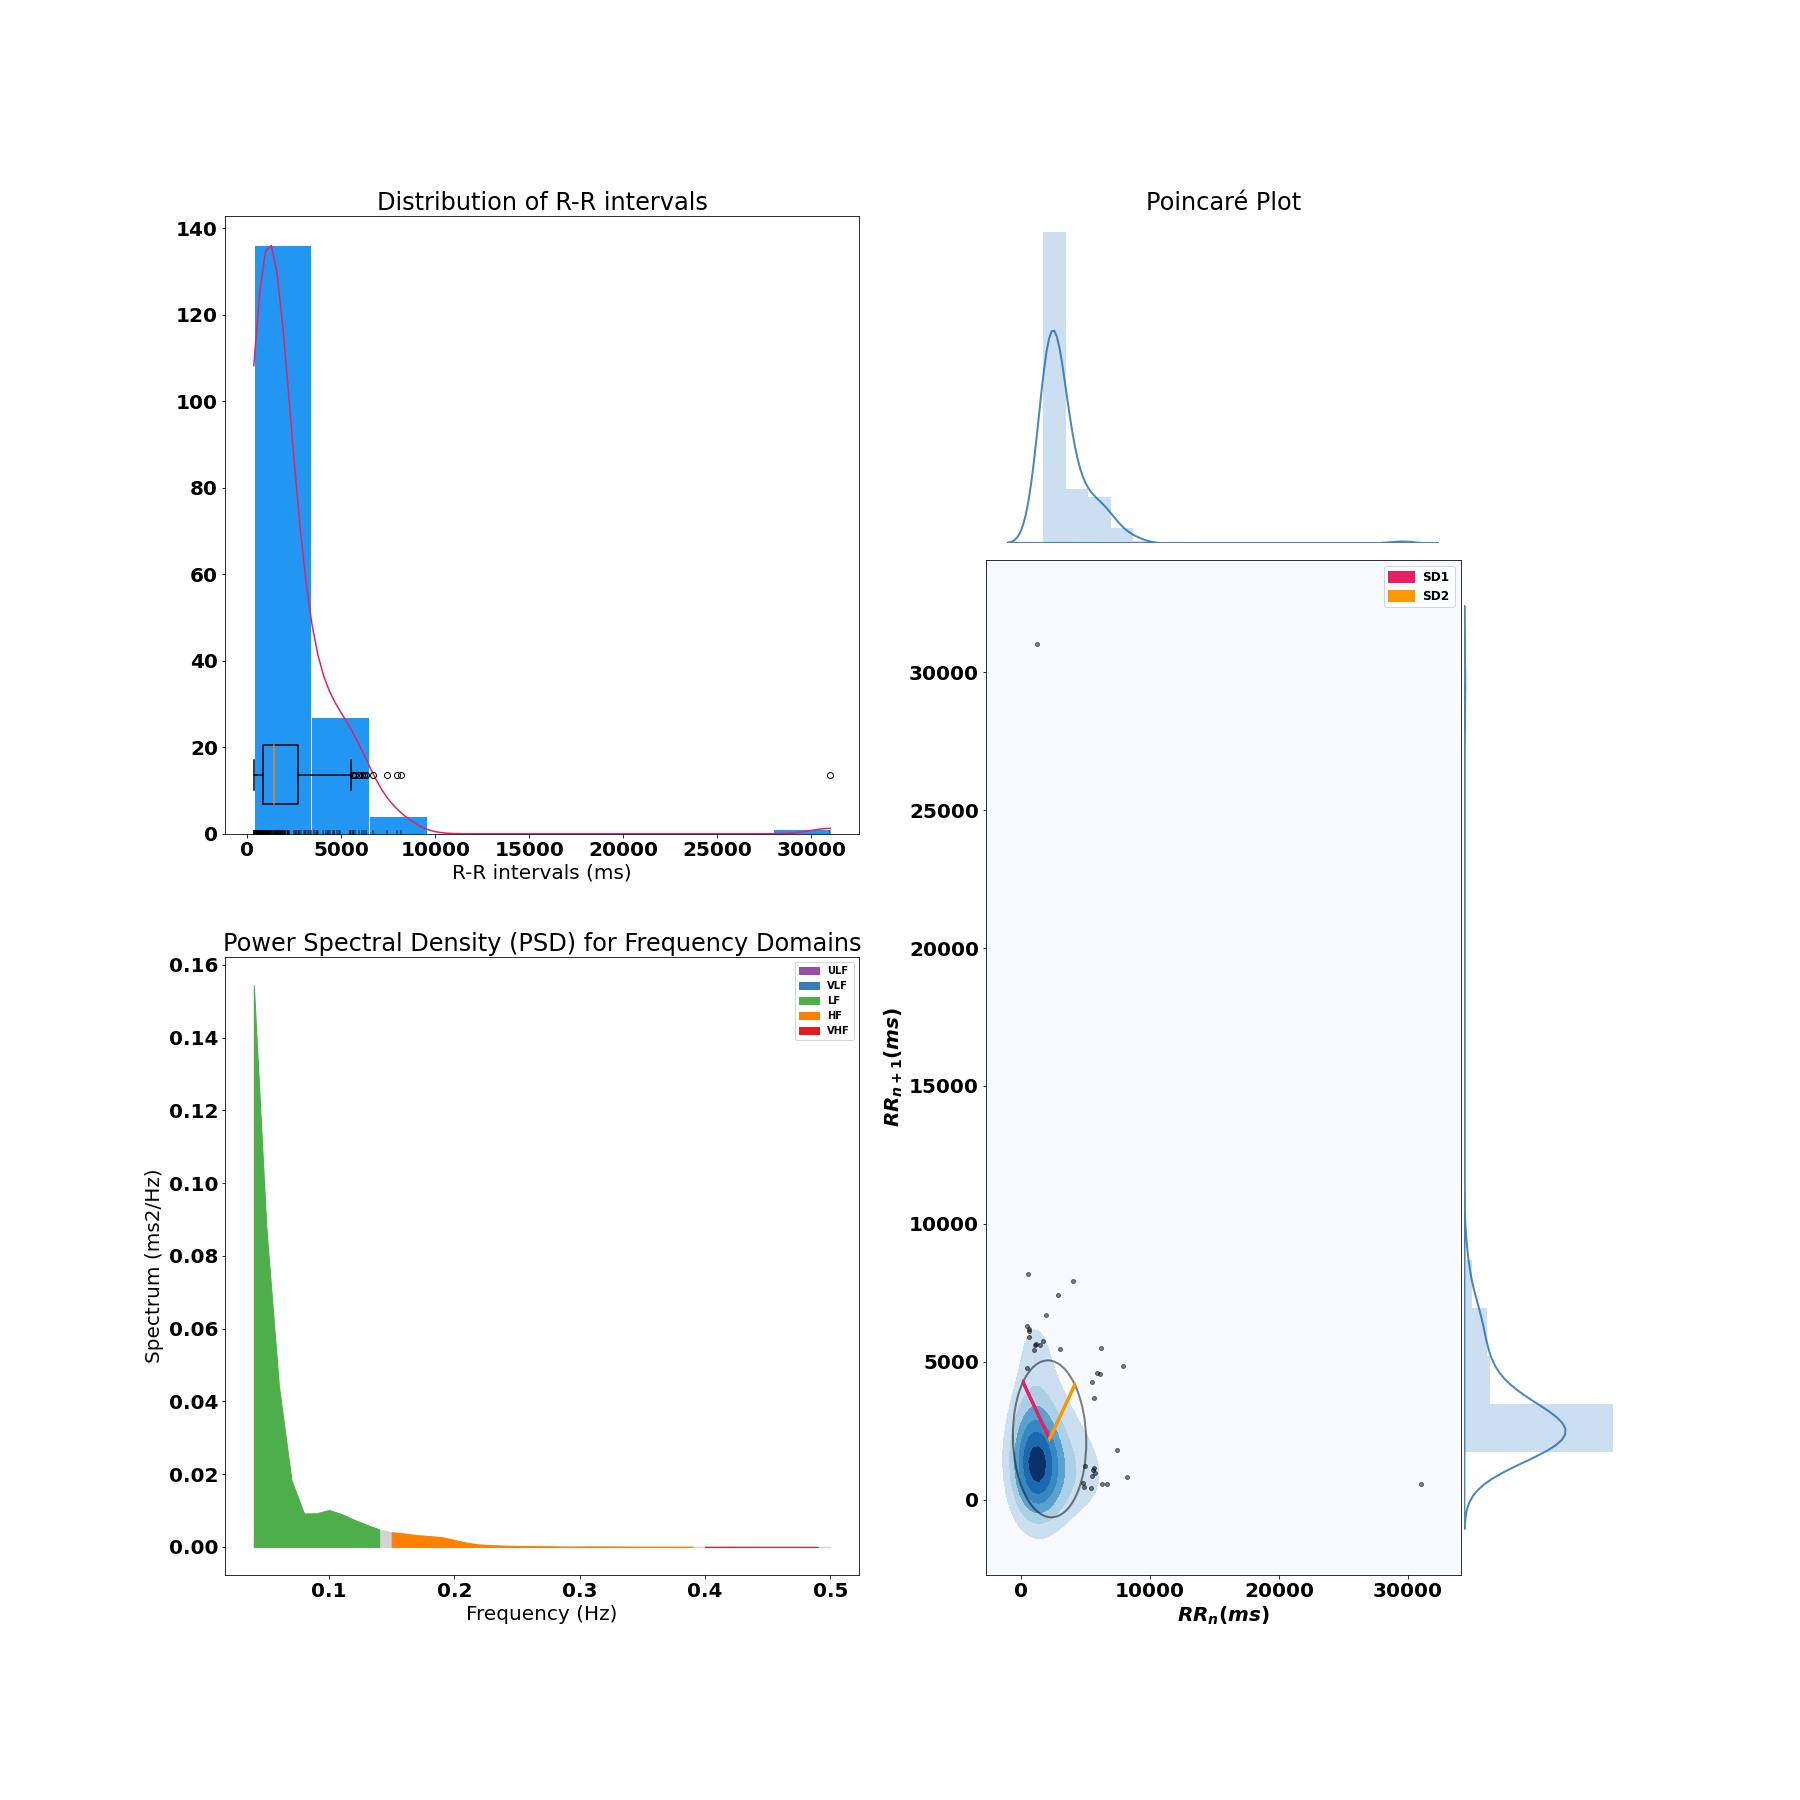 Distribution of R-R intervals
140
120
100
80
60
40
20
0
0 5000 10000 15000 20000 25000 30000
R-R intervals (ms)
Power Spectral Density (PSD) for Frequency Domains
ULF
VLF
LF
HF
VHF
Spectrum (ms2/Hz)
0.16
0.14
0.12
0.10
0.08
0.06
0.04
0.02
0.00
0.1 0.2 0.3 0.4 0.5
Frequency (Hz)
Poincaré Plot
SD1
SD2
RRn+1(ms)
30000
25000
20000
15000
10000
5000
0
0 10000 20000 30000
RRn(ms)